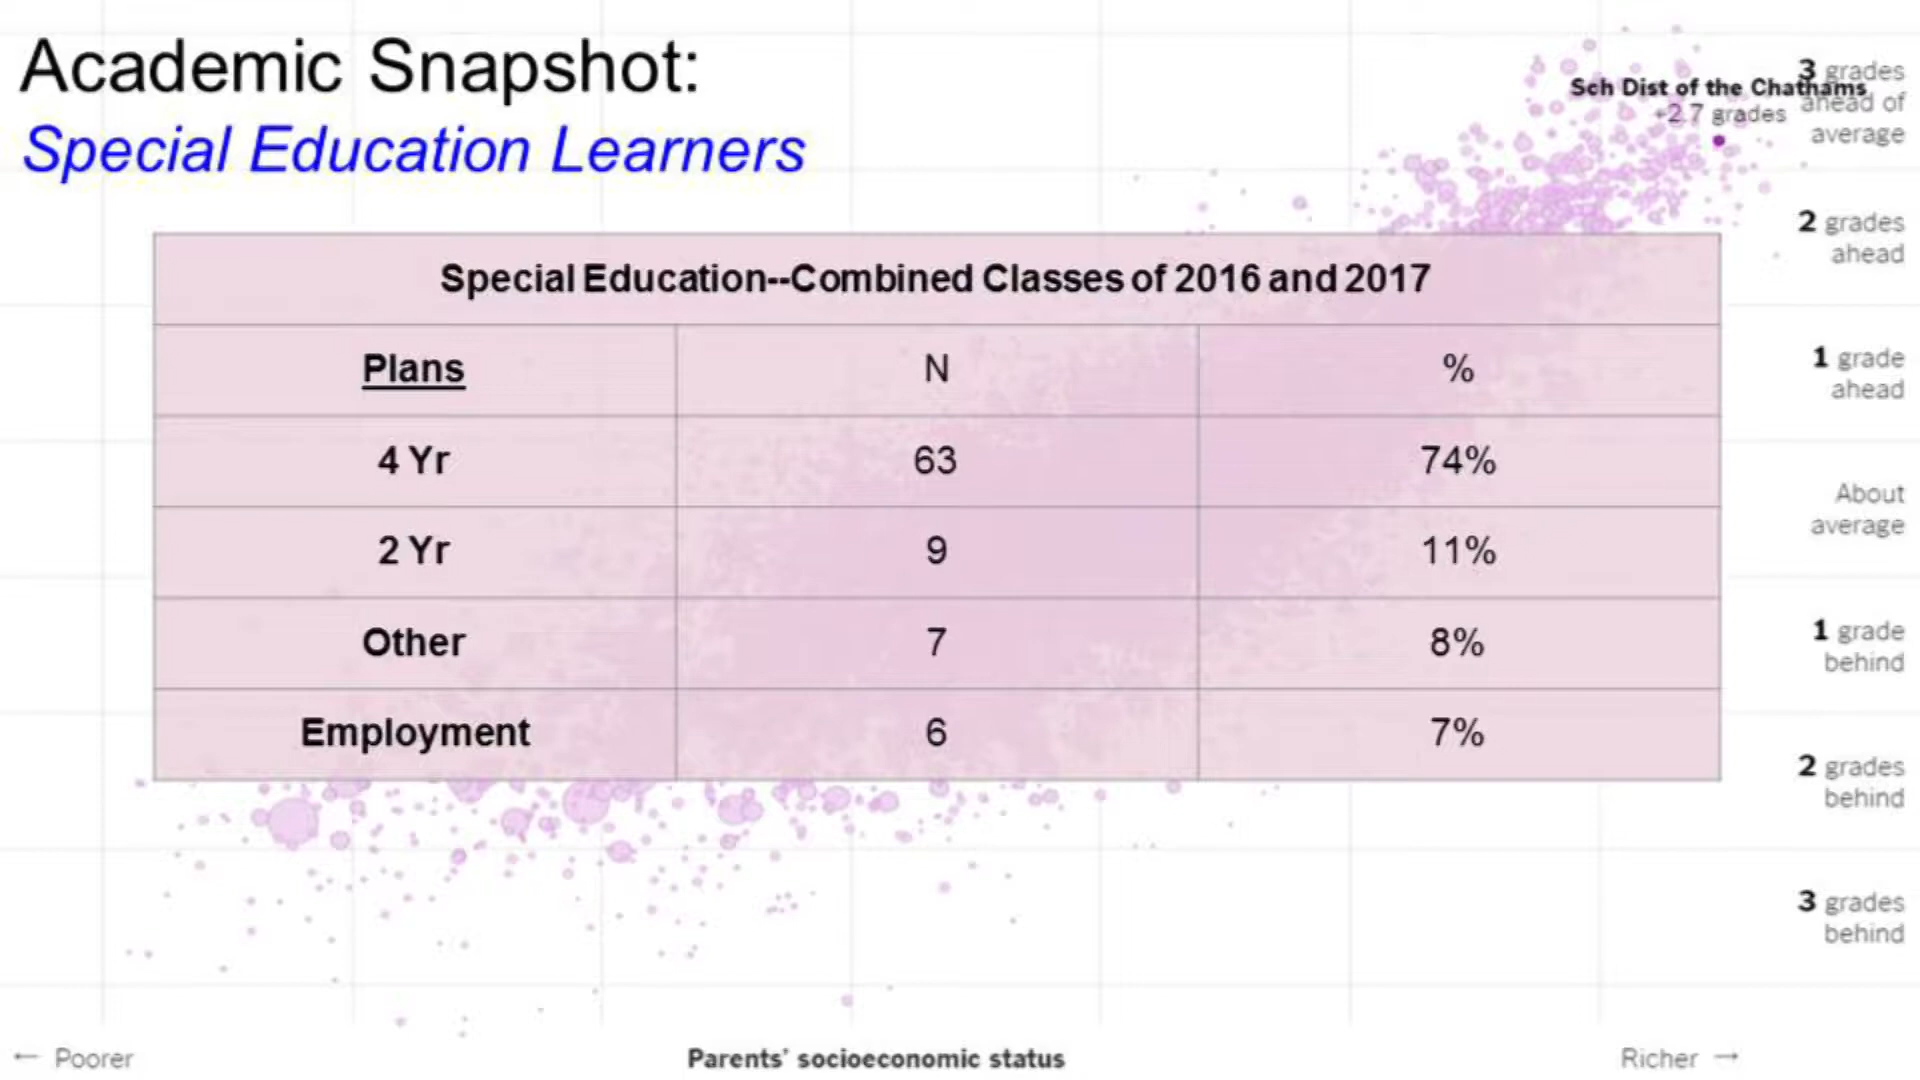 Academic Snapshot:
Special Education Learners
Sch Dist of the Chathams
+2.7 grades
3 grades
ahead of
average
2 grades
ahead
1 grade
ahead
About
average
1 grade
behind
2 grades
behind
3 grades
behind
Special Education--Combined Classes of 2016 and 2017
Plans N %
4 Yr 63 74%
2 Yr 9 11%
Other 7 8%
Employment 6 7%
← Poorer Parents' socioeconomic status Richer →